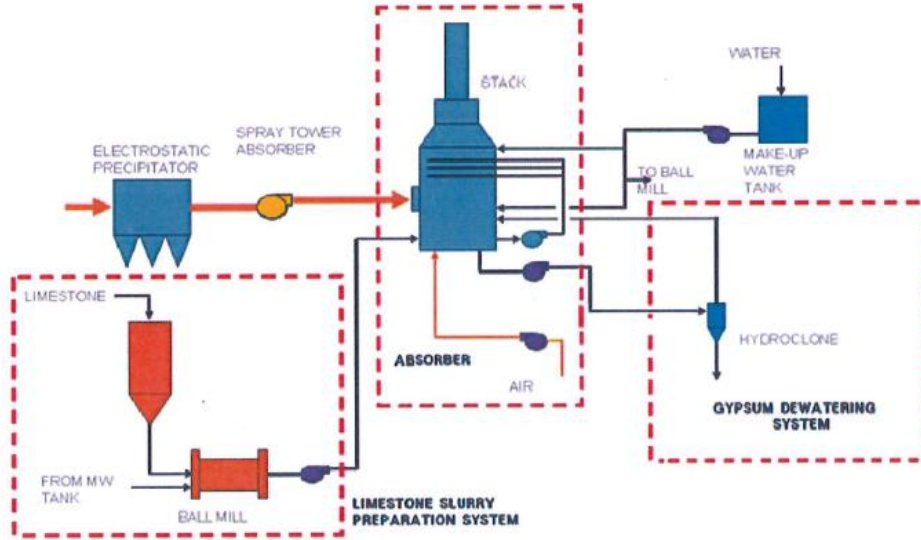 STACK
WATER
SPRAY TOWER
ABSORBER
ELECTROSTATIC
PRECIPITATOR
MAKE-UP
WATER
TANK
TO BALL
MILL
LIMESTONE
HYDROCLONE
ABSORBER
AIR
GYPSUM DEWATERING
SYSTEM
FROM MW
TANK
BALL MILL
LIMESTONE SLURRY
PREPARATION SYSTEM